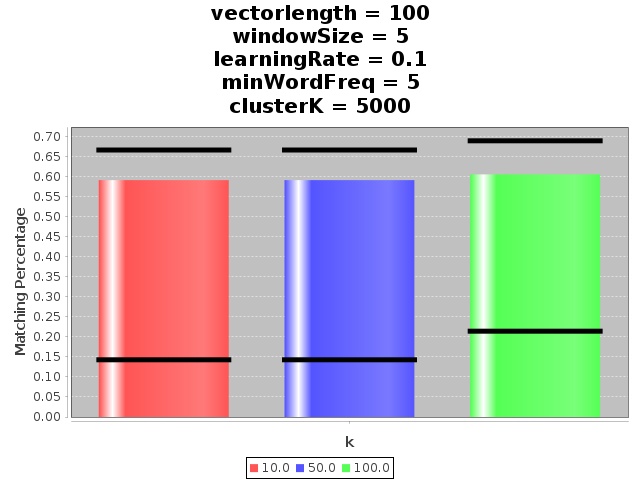 vectorlength = 100
windowSize = 5
learningRate = 0.1
minWordFreq = 5
clusterK = 5000
0.70
0.65
0.60
0.55
0.50
0.45
0.40
0.35
0.30
0.25
0.20
0.15
0.10
0.05
0.00
Matching Percentage
k
10.0 50.0 100.0